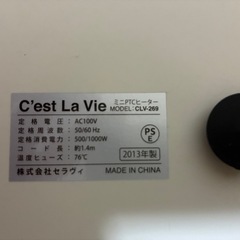 C'est La Vie ミニPTCヒーター
MODEL: CLV-269
定格電圧：AC100V
定格周波数：50/60 Hz
定格消費電力：500/1000W
コード長：約1.4m
温度ヒューズ：76℃
PS
E
2013年製
株式会社セラヴィ MADE IN CHINA